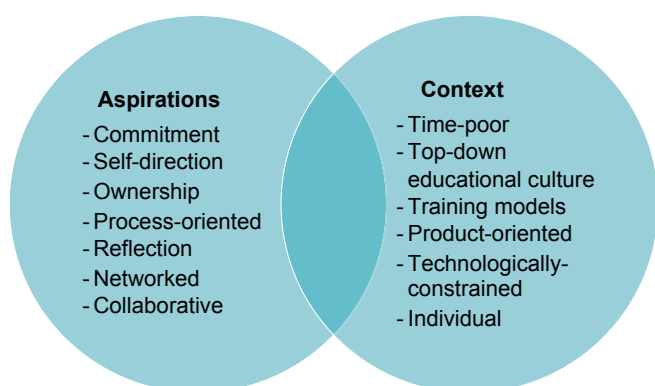 Aspirations
- Commitment
- Self-direction
- Ownership
- Process-oriented
- Reflection
- Networked
- Collaborative
Context
- Time-poor
- Top-down
educational culture
- Training models
- Product-oriented
- Technologically-
constrained
- Individual